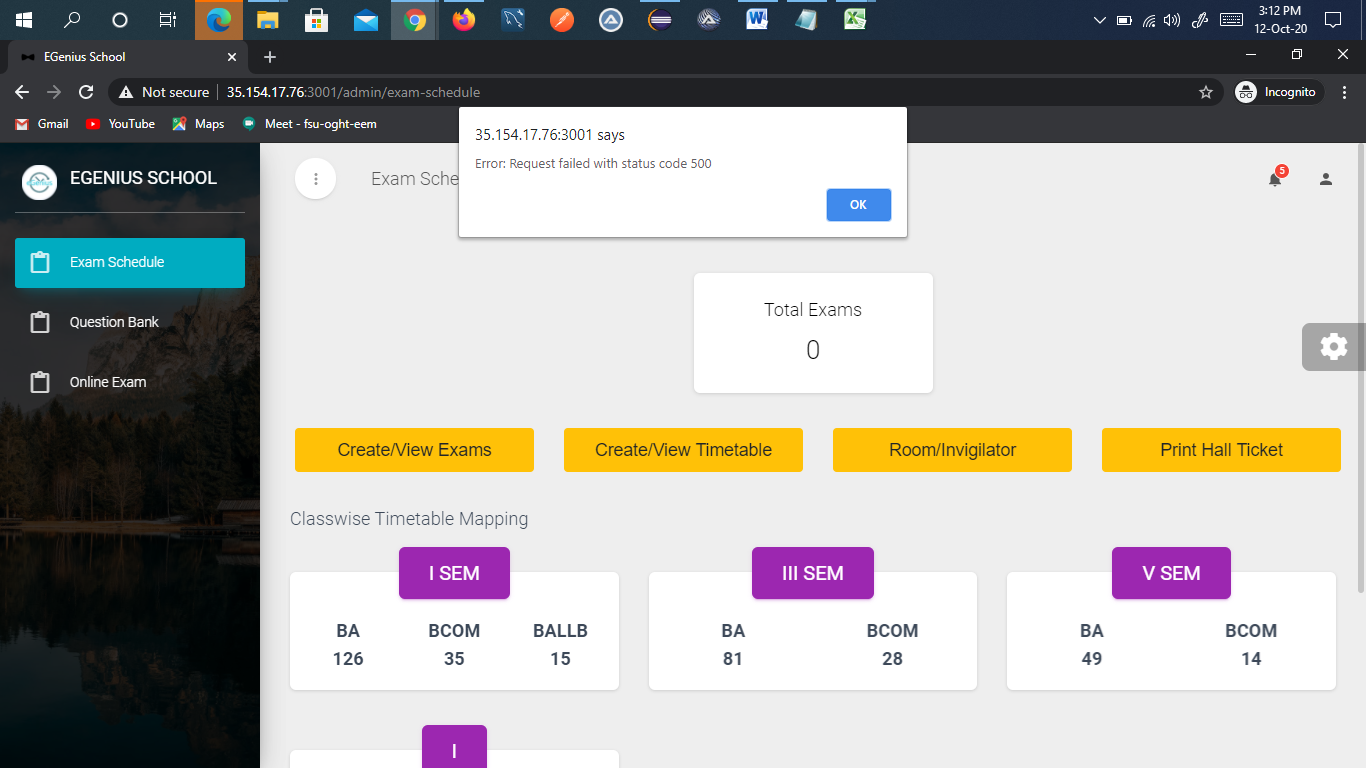 3:12 PM
12-Oct-20
EGenius School
Not secure
35.154.17.76:3001/admin/exam-schedule
Incognito
Gmail
YouTube
Maps
Meet - fsu-oght-eem
35.154.17.76:3001 says
Error: Request failed with status code 500
OK
EGENIUS SCHOOL
Exam Sche
5
Exam Schedule
Question Bank
Online Exam
Total Exams
0
Create/View Exams
Create/View Timetable
Room/Invigilator
Print Hall Ticket
Classwise Timetable Mapping
I SEM
BA BCOM BALLB
126 35 15
III SEM
BA BCOM
81 28
V SEM
BA BCOM
49 14
I